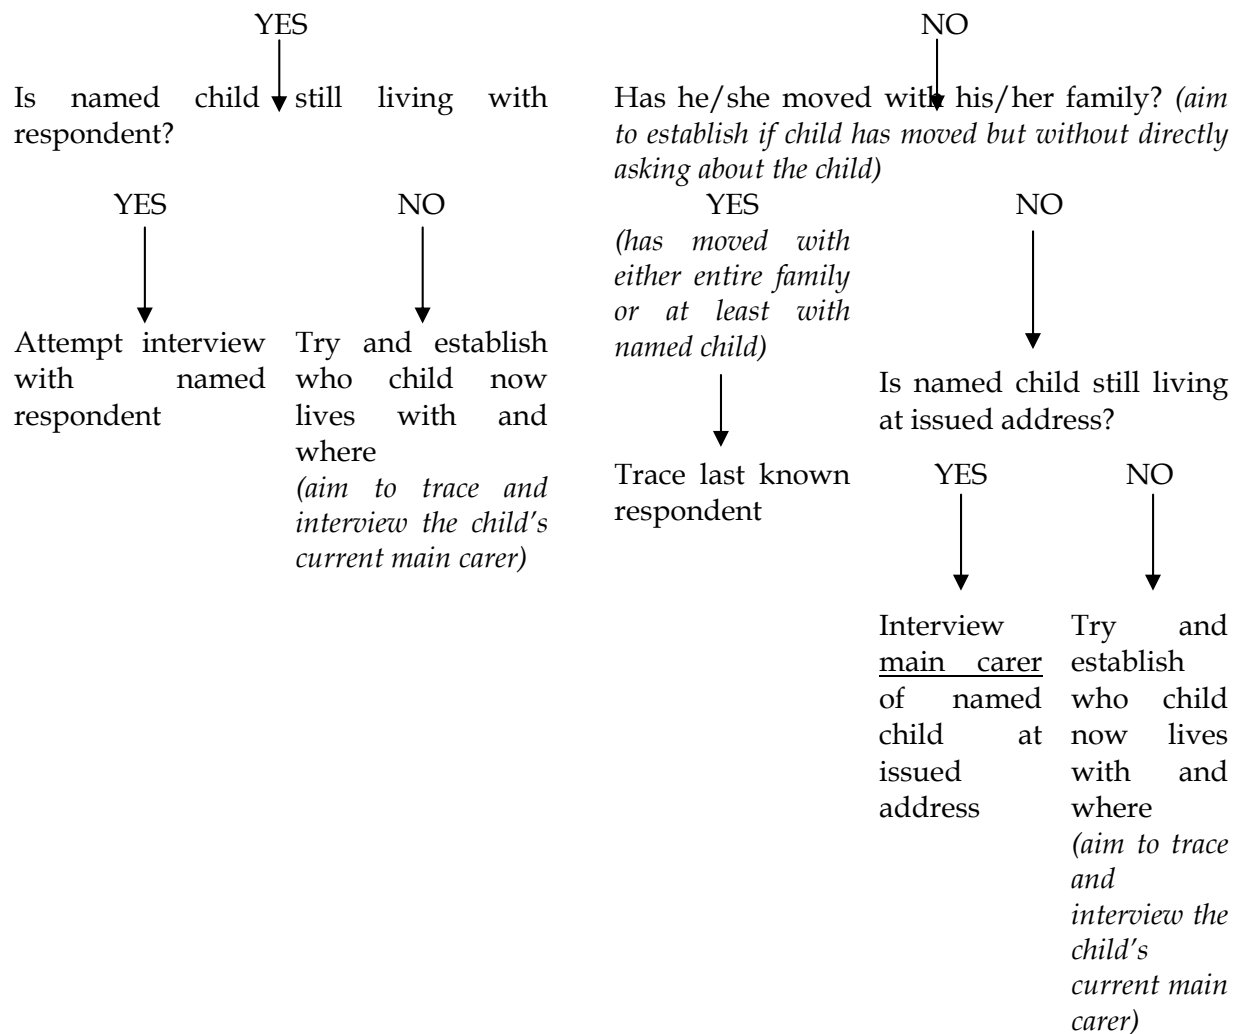 YES
Is named child still living with
respondent?
YES
Attempt interview
with named
respondent
NO
Try and establish
who child now
lives with and
where
(aim to trace and
interview the child's
current main carer)
NO
Has he/she moved with his/her family? (aim
to establish if child has moved but without directly
asking about the child)
YES
(has moved with
either entire family
or at least with
named child)
Trace last known
respondent
NO
Is named child still living
at issued address?
YES
Interview
main carer
of named
child at
issued
address
NO
Try and
establish
who child
now lives
with and
where
(aim to trace
and
interview the
child's
current main
carer)